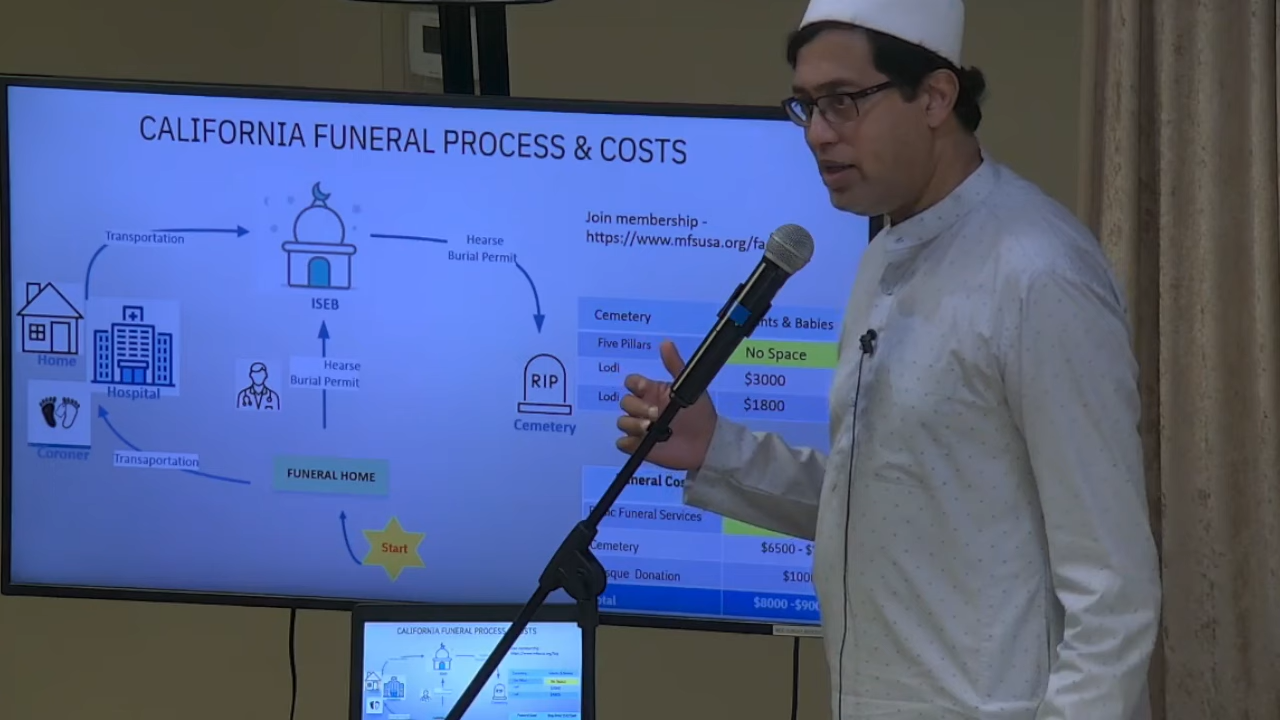 CALIFORNIA FUNERAL PROCESS & COSTS
Transportation
Hearse
Burial Permit
Join membership -
https://www.mfsusa.org/fa
ISEB
Home
Hospital
Hearse
Burial Permit
RIP
Cemetery
Coroner
Transaportation
FUNERAL HOME
Start
Cemetery nts & Babies
Five Pillars No Space
Lodi $3000
Lodi $1800
neral Cos
Funeral Services
Cemetery $6500 - $
sque Donation $100
tal $8000 -$900
CALIFORNIA FUNERAL PROCESS & COSTS